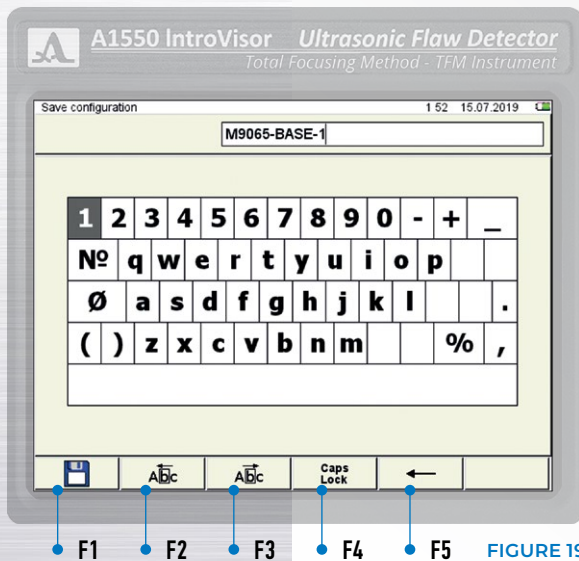 A1550 IntroVisor Ultrasonic Flaw Detector
Total Focusing Method - TFM Instrument
Save configuration 1 52 15.07.2019
M9065-BASE-1
1 2 3 4 5 6 7 8 9 0 - + _
№ q w e r t y u i o p
Ø a s d f g h j k l .
( ) z x c v b n m % ,
Abc Abc Caps
Lock
F1 F2 F3 F4 F5 FIGURE 19